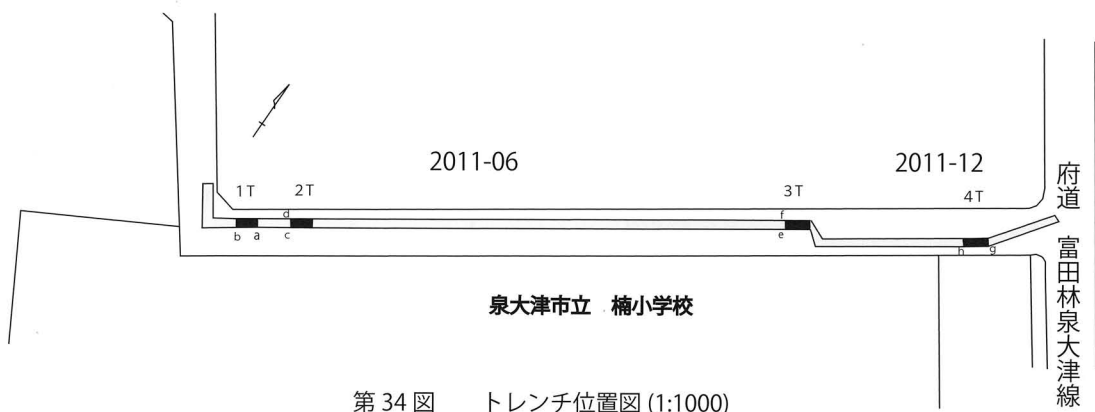 2011-06
2011-12
1T
2T
3T
4T
d
f
b
a
c
e
h
g
府道 富田林泉大津線
泉大津市立 楠小学校
第34図 トレンチ位置図(1:1000)